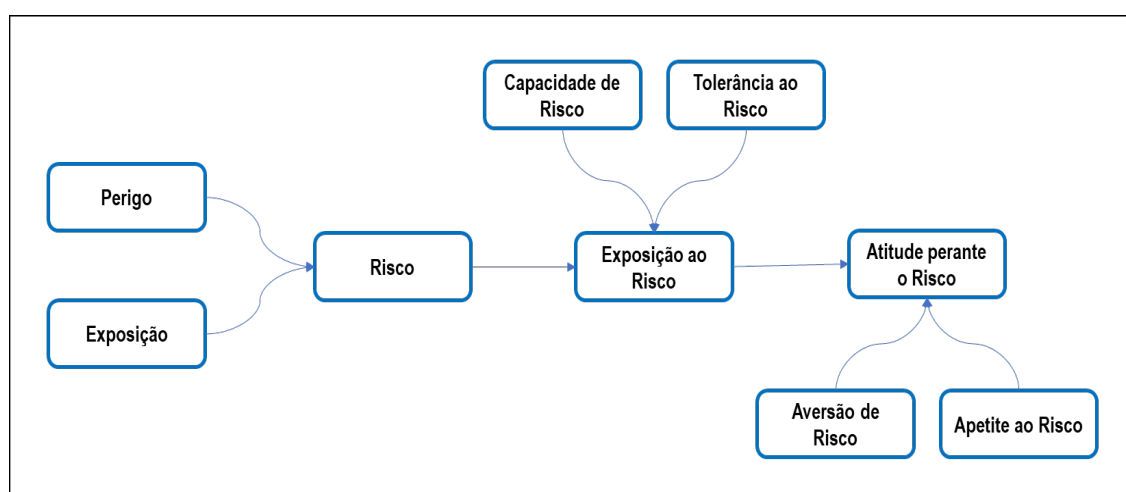 Capacidade de
Risco
Tolerância ao
Risco
Perigo
Exposição
Risco
Exposição ao
Risco
Atitude perante
o Risco
Aversão de
Risco
Apetite ao Risco